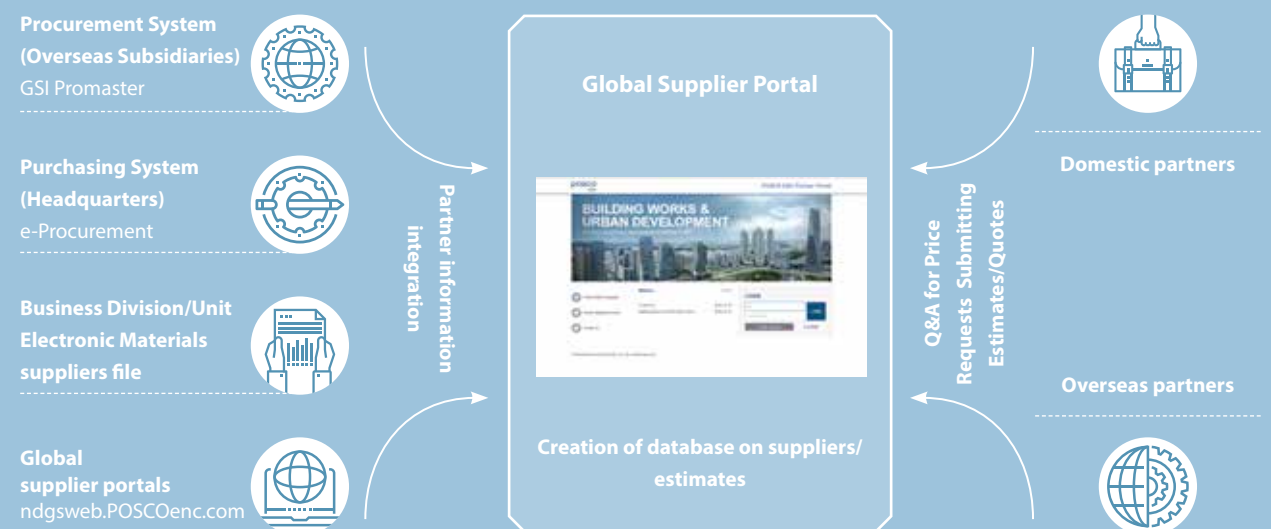 Procurement System
(Overseas Subsidiaries)
GSI Promaster
Purchasing System
(Headquarters)
e-Procurement
Business Division/Unit
Electronic Materials
suppliers file
Global
supplier portals
ndgsweb.POSCOenc.com
Partner information
integration
Global Supplier Portal
posco
BUILDING WORKS &
URBAN DEVELOPMENT
Creation of database on suppliers/
estimates
Q&A for Price
Requests Submitting
Estimates/Quotes
Domestic partners
Overseas partners